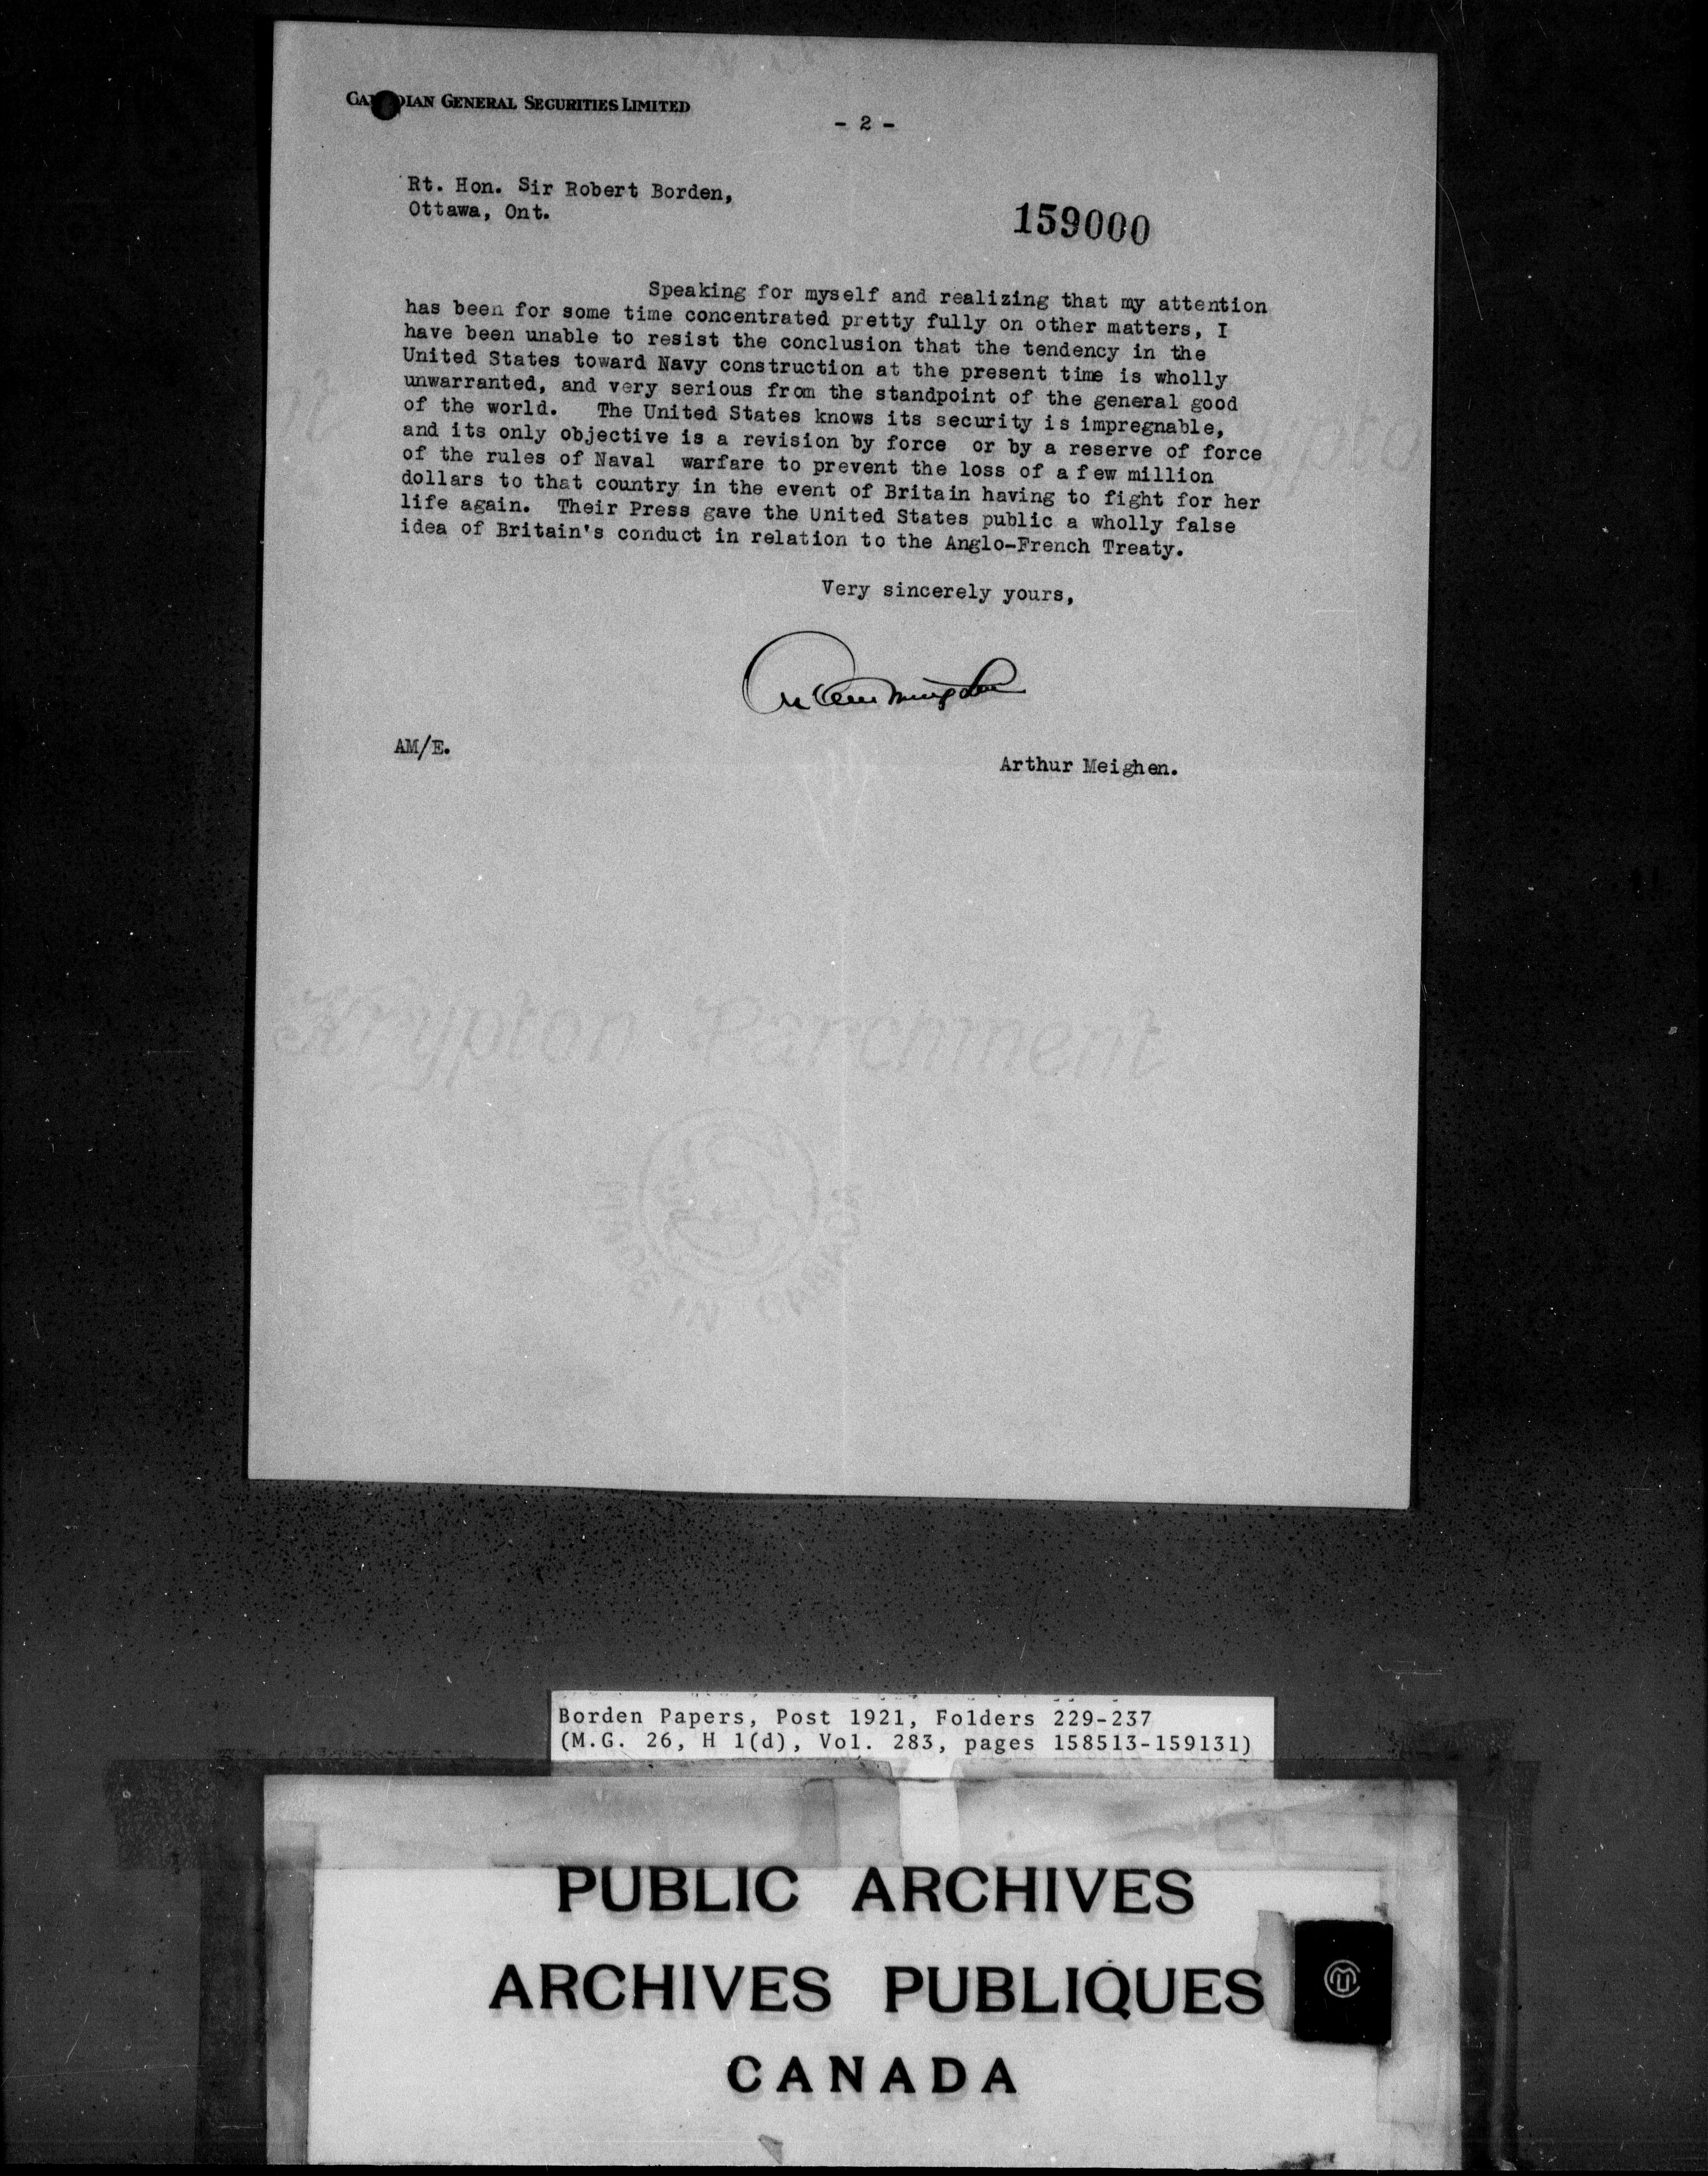 CANADIAN GENERAL SECURITIES LIMITED
- 2 -
Rt. Hon. Sir Robert Borden,
Ottawa, Ont.
159000
Speaking for myself and realizing that my attention
has been for some time concentrated pretty fully on other matters, I
have been unable to resist the conclusion that the tendency in the
United States toward Navy construction at the present time is wholly
unwarranted, and very serious from the standpoint of the general good
of the world. The United States knows its security is impregnable,
and its only objective is a revision by force or by a reserve of force
of the rules of Naval warfare to prevent the loss of a few million
dollars to that country in the event of Britain having to fight for her
life again. Their Press gave the United States public a wholly false
idea of Britain's conduct in relation to the Anglo-French Treaty.
Very sincerely yours,
Arthur Meighen
AM/E.
Arthur Meighen.
Krypton Parchment
Borden Papers, Post 1921, Folders 229-237
(M.G. 26, H 1(d), Vol. 283, pages 158513-159131)
PUBLIC ARCHIVES
ARCHIVES PUBLIQUES
CANADA